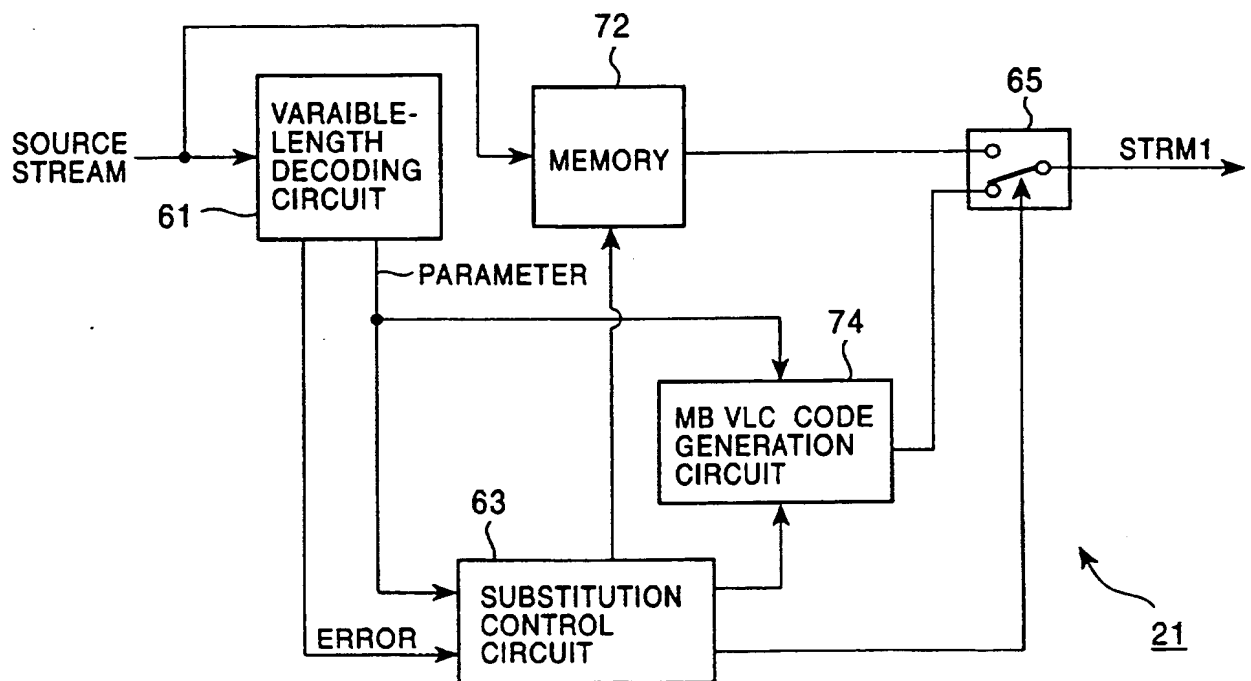 72
65
VARAIBLE-
LENGTH
DECODING
CIRCUIT
SOURCE
STREAM
61
MEMORY
STRM1
PARAMETER
74
MB VLC CODE
GENERATION
CIRCUIT
63
SUBSTITUTION
CONTROL
CIRCUIT
ERROR
21